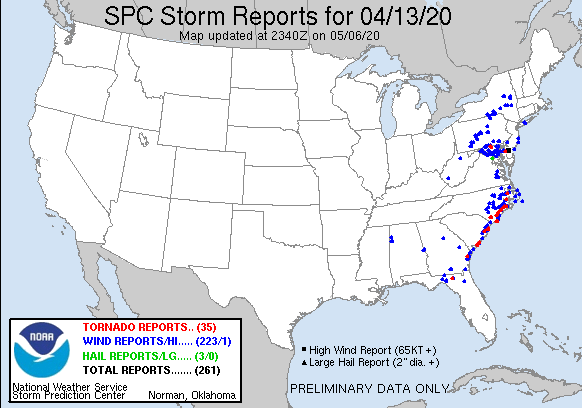 SPC Storm Reports for 04/13/20
Map updated at 2340Z on 05/06/20
NOAA
TORNADO REPORTS.. (35)
WIND REPORTS/HI..... (223/1)
HAIL REPORTS/LG..... (3/0)
TOTAL REPORTS....... (261)
National Weather Service
Storm Prediction Center Norman, Oklahoma
High Wind Report (65KT +)
Large Hail Report (2" dia. +)
PRELIMINARY DATA ONLY